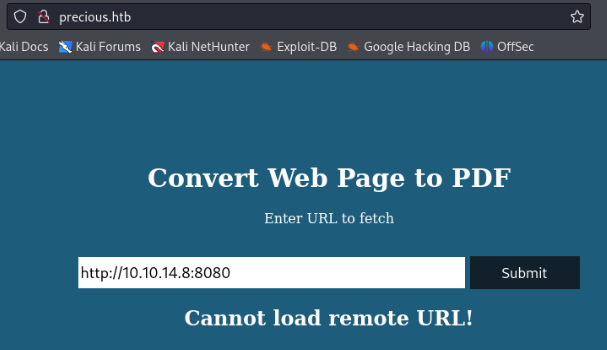 precious.htb
Kali Docs Kali Forums Kali NetHunter Exploit-DB Google Hacking DB OffSec
Convert Web Page to PDF
Enter URL to fetch
http://10.10.14.8:8080 Submit
Cannot load remote URL!